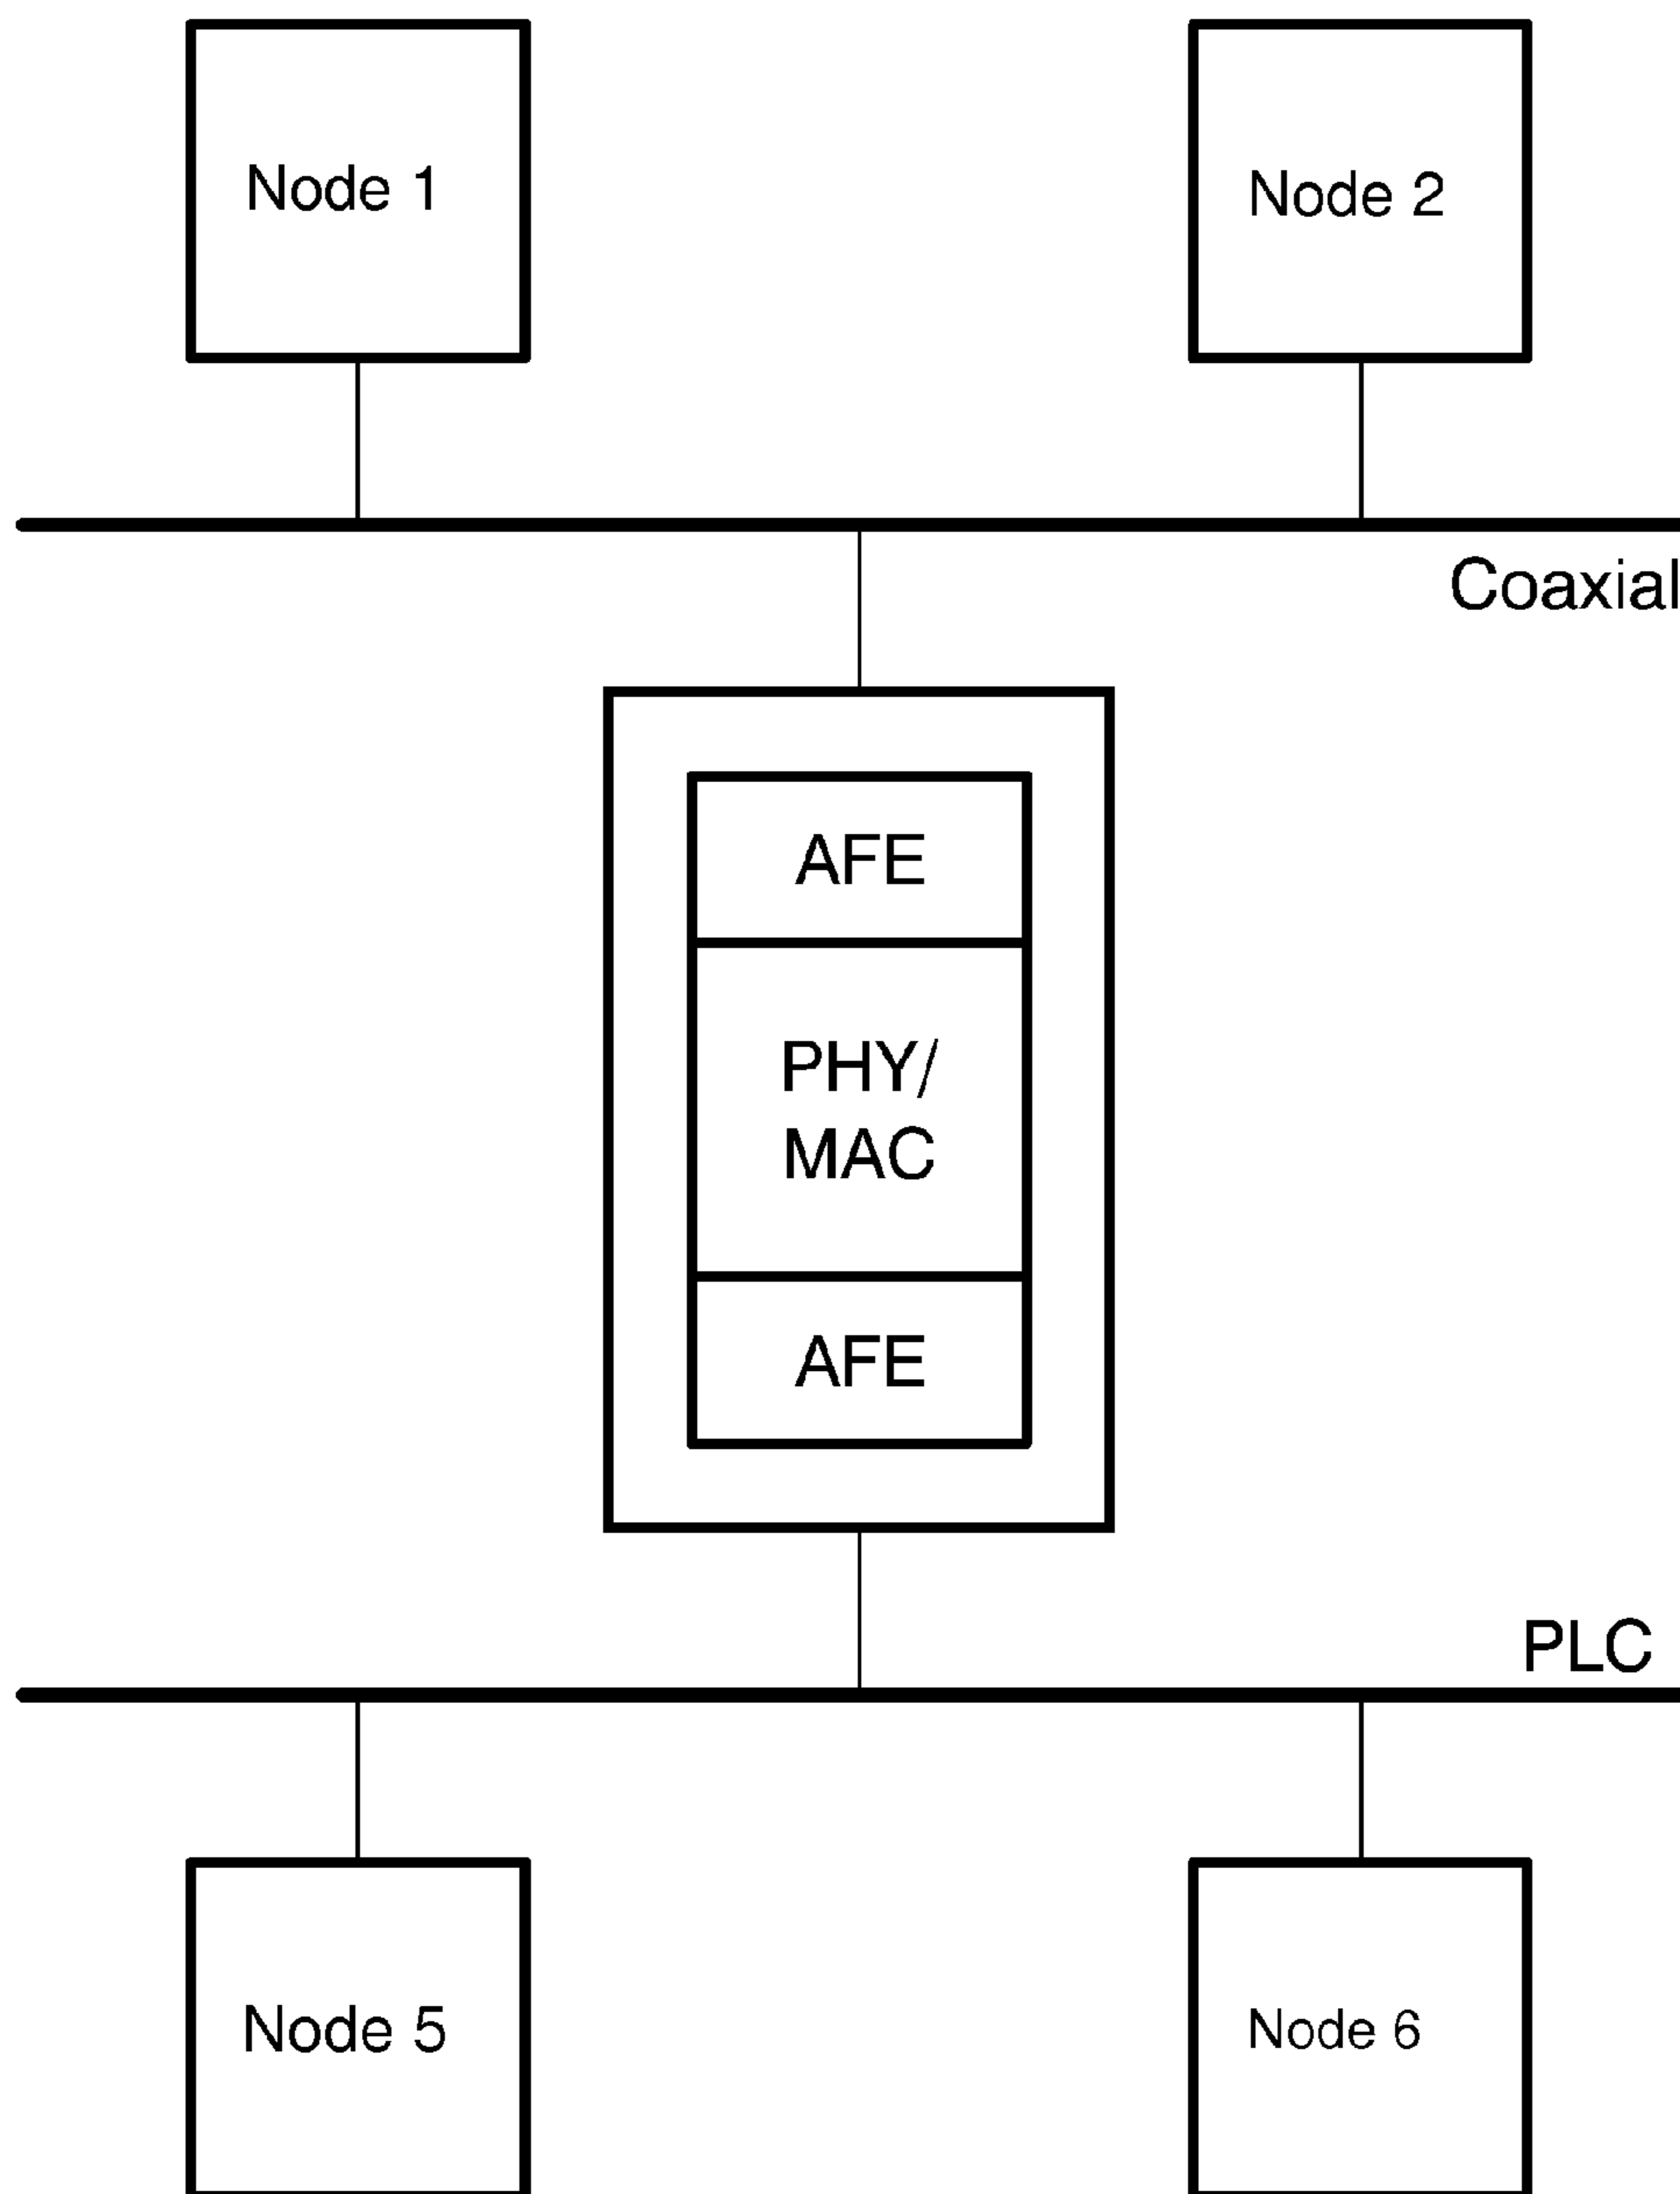 Node 1
Node 2
Coaxial
AFE
PHY/
MAC
AFE
PLC
Node 5
Node 6